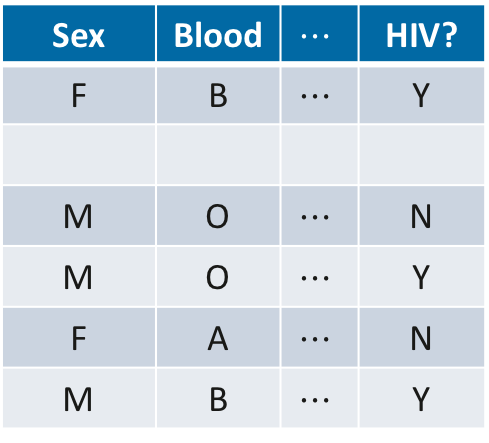 Sex Blood ... HIV?
F B ... Y
M O ... N
M O ... Y
F A ... N
M B ... Y